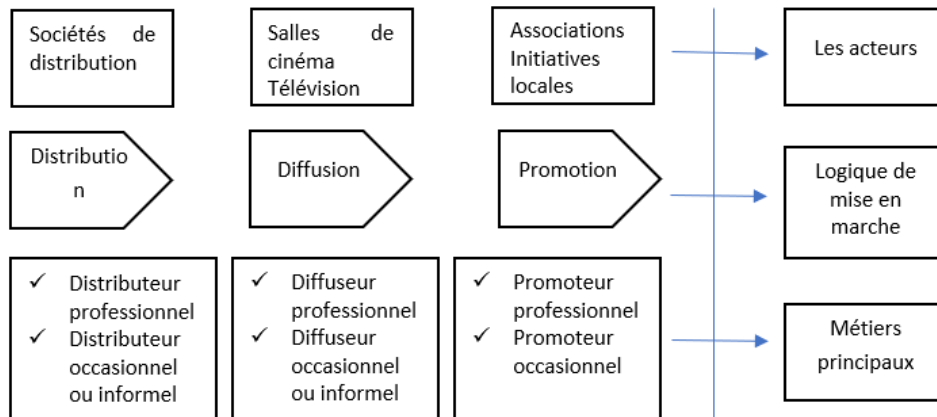 Sociétés de
distribution
Salles de
cinéma
Télévision
Associations
Initiatives
locales
Les acteurs
Distributio
n
Diffusion
Promotion
Logique de
mise en
marche
✓ Distributeur
professionnel
✓ Distributeur
occasionnel
ou informel
✓ Diffuseur
professionnel
✓ Diffuseur
occasionnel
ou informel
✓ Promoteur
professionnel
✓ Promoteur
occasionnel
Métiers
principaux